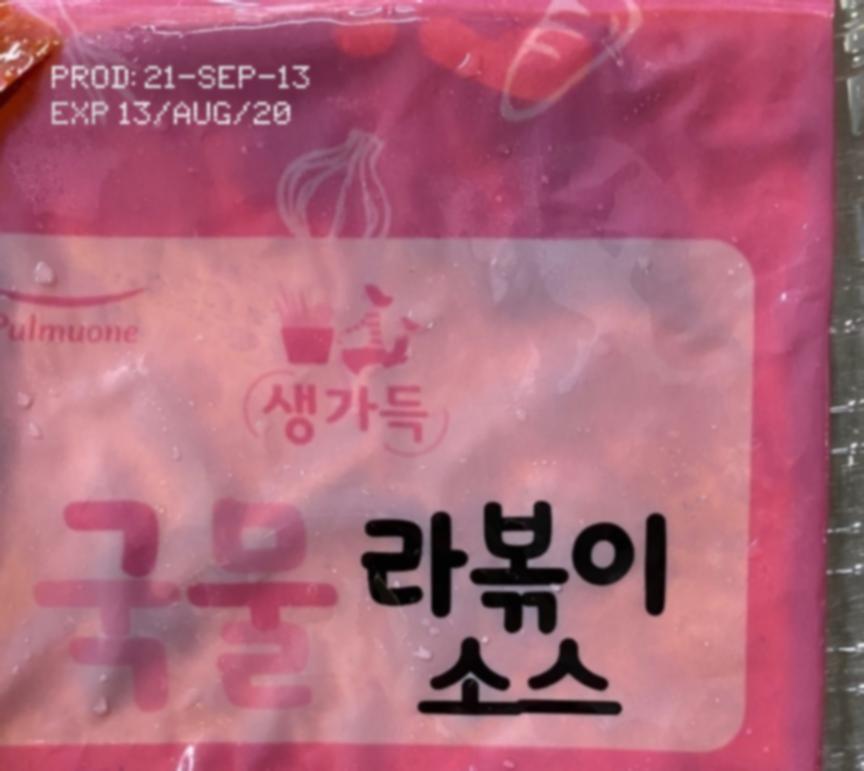 PROD: 21-SEP-13
EXP 13/AUG/20
Pulmuone
생가득
국물 라볶이
소스